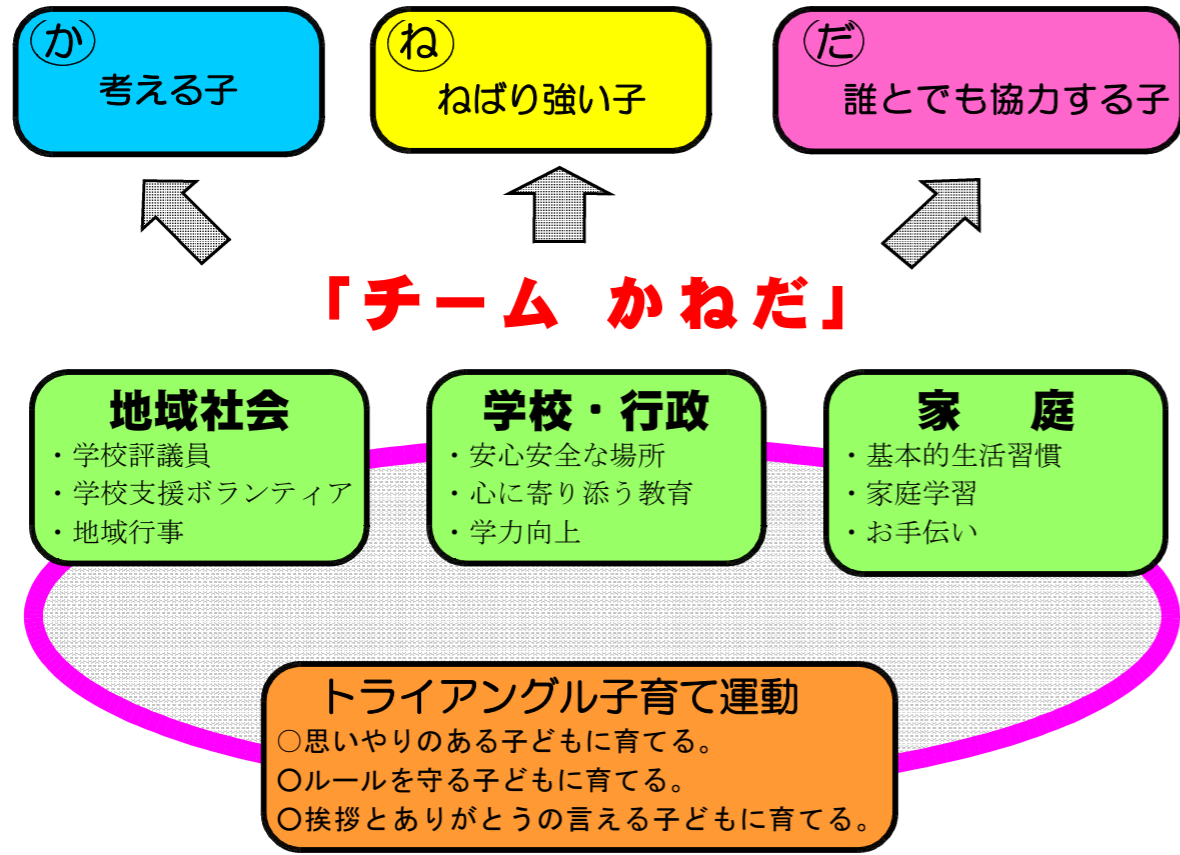 か
考える子
ね
ねばり強い子
だ
誰とでも協力する子
「チーム かねだ」
地域社会
・学校評議員
・学校支援ボランティア
・地域行事
学校・行政
・安心安全な場所
・心に寄り添う教育
・学力向上
家 庭
・基本的生活習慣
・家庭学習
・お手伝い
トライアングル子育て運動
○思いやりのある子どもに育てる。
○ルールを守る子どもに育てる。
○挨拶とありがとうの言える子どもに育てる。